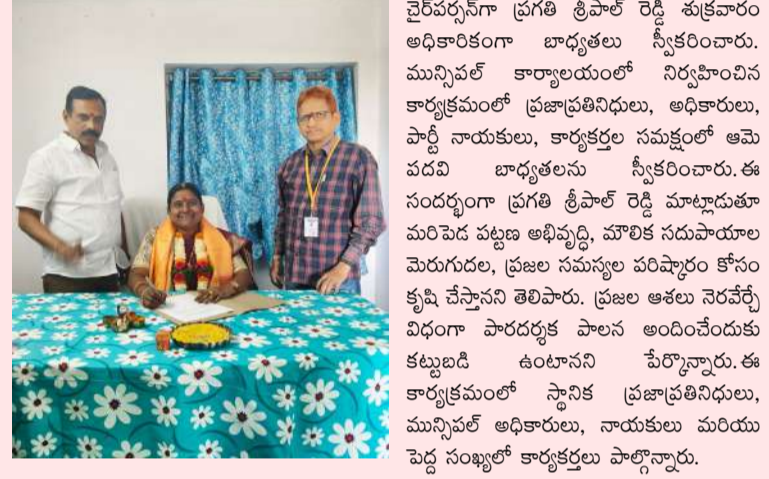 చైర్‌పర్సన్‌గా ప్రగతి శ్రీపాల్ రెడ్డి శుక్రవారం
అధికారికంగా బాధ్యతలు స్వీకరించారు.
మున్సిపల్ కార్యాలయంలో నిర్వహించిన
కార్యక్రమంలో ప్రజాప్రతినిధులు, అధికారులు,
పార్టీ నాయకులు, కార్యకర్తల సమక్షంలో ఆమె
పదవి బాధ్యతలను స్వీకరించారు.ఈ
సందర్భంగా ప్రగతి శ్రీపాల్ రెడ్డి మాట్లాడుతూ
మరిపెడ పట్టణ అభివృద్ధి, మౌలిక సదుపాయాల
మెరుగుదల, ప్రజల సమస్యల పరిష్కారం కోసం
కృషి చేస్తానని తెలిపారు. ప్రజల ఆశలు నెరవేర్చే
విధంగా పారదర్శక పాలన అందించేందుకు
కట్టుబడి ఉంటానని పేర్కొన్నారు.ఈ
కార్యక్రమంలో స్థానిక ప్రజాప్రతినిధులు,
మున్సిపల్ అధికారులు, నాయకులు మరియు
పెద్ద సంఖ్యలో కార్యకర్తలు పాల్గొన్నారు.